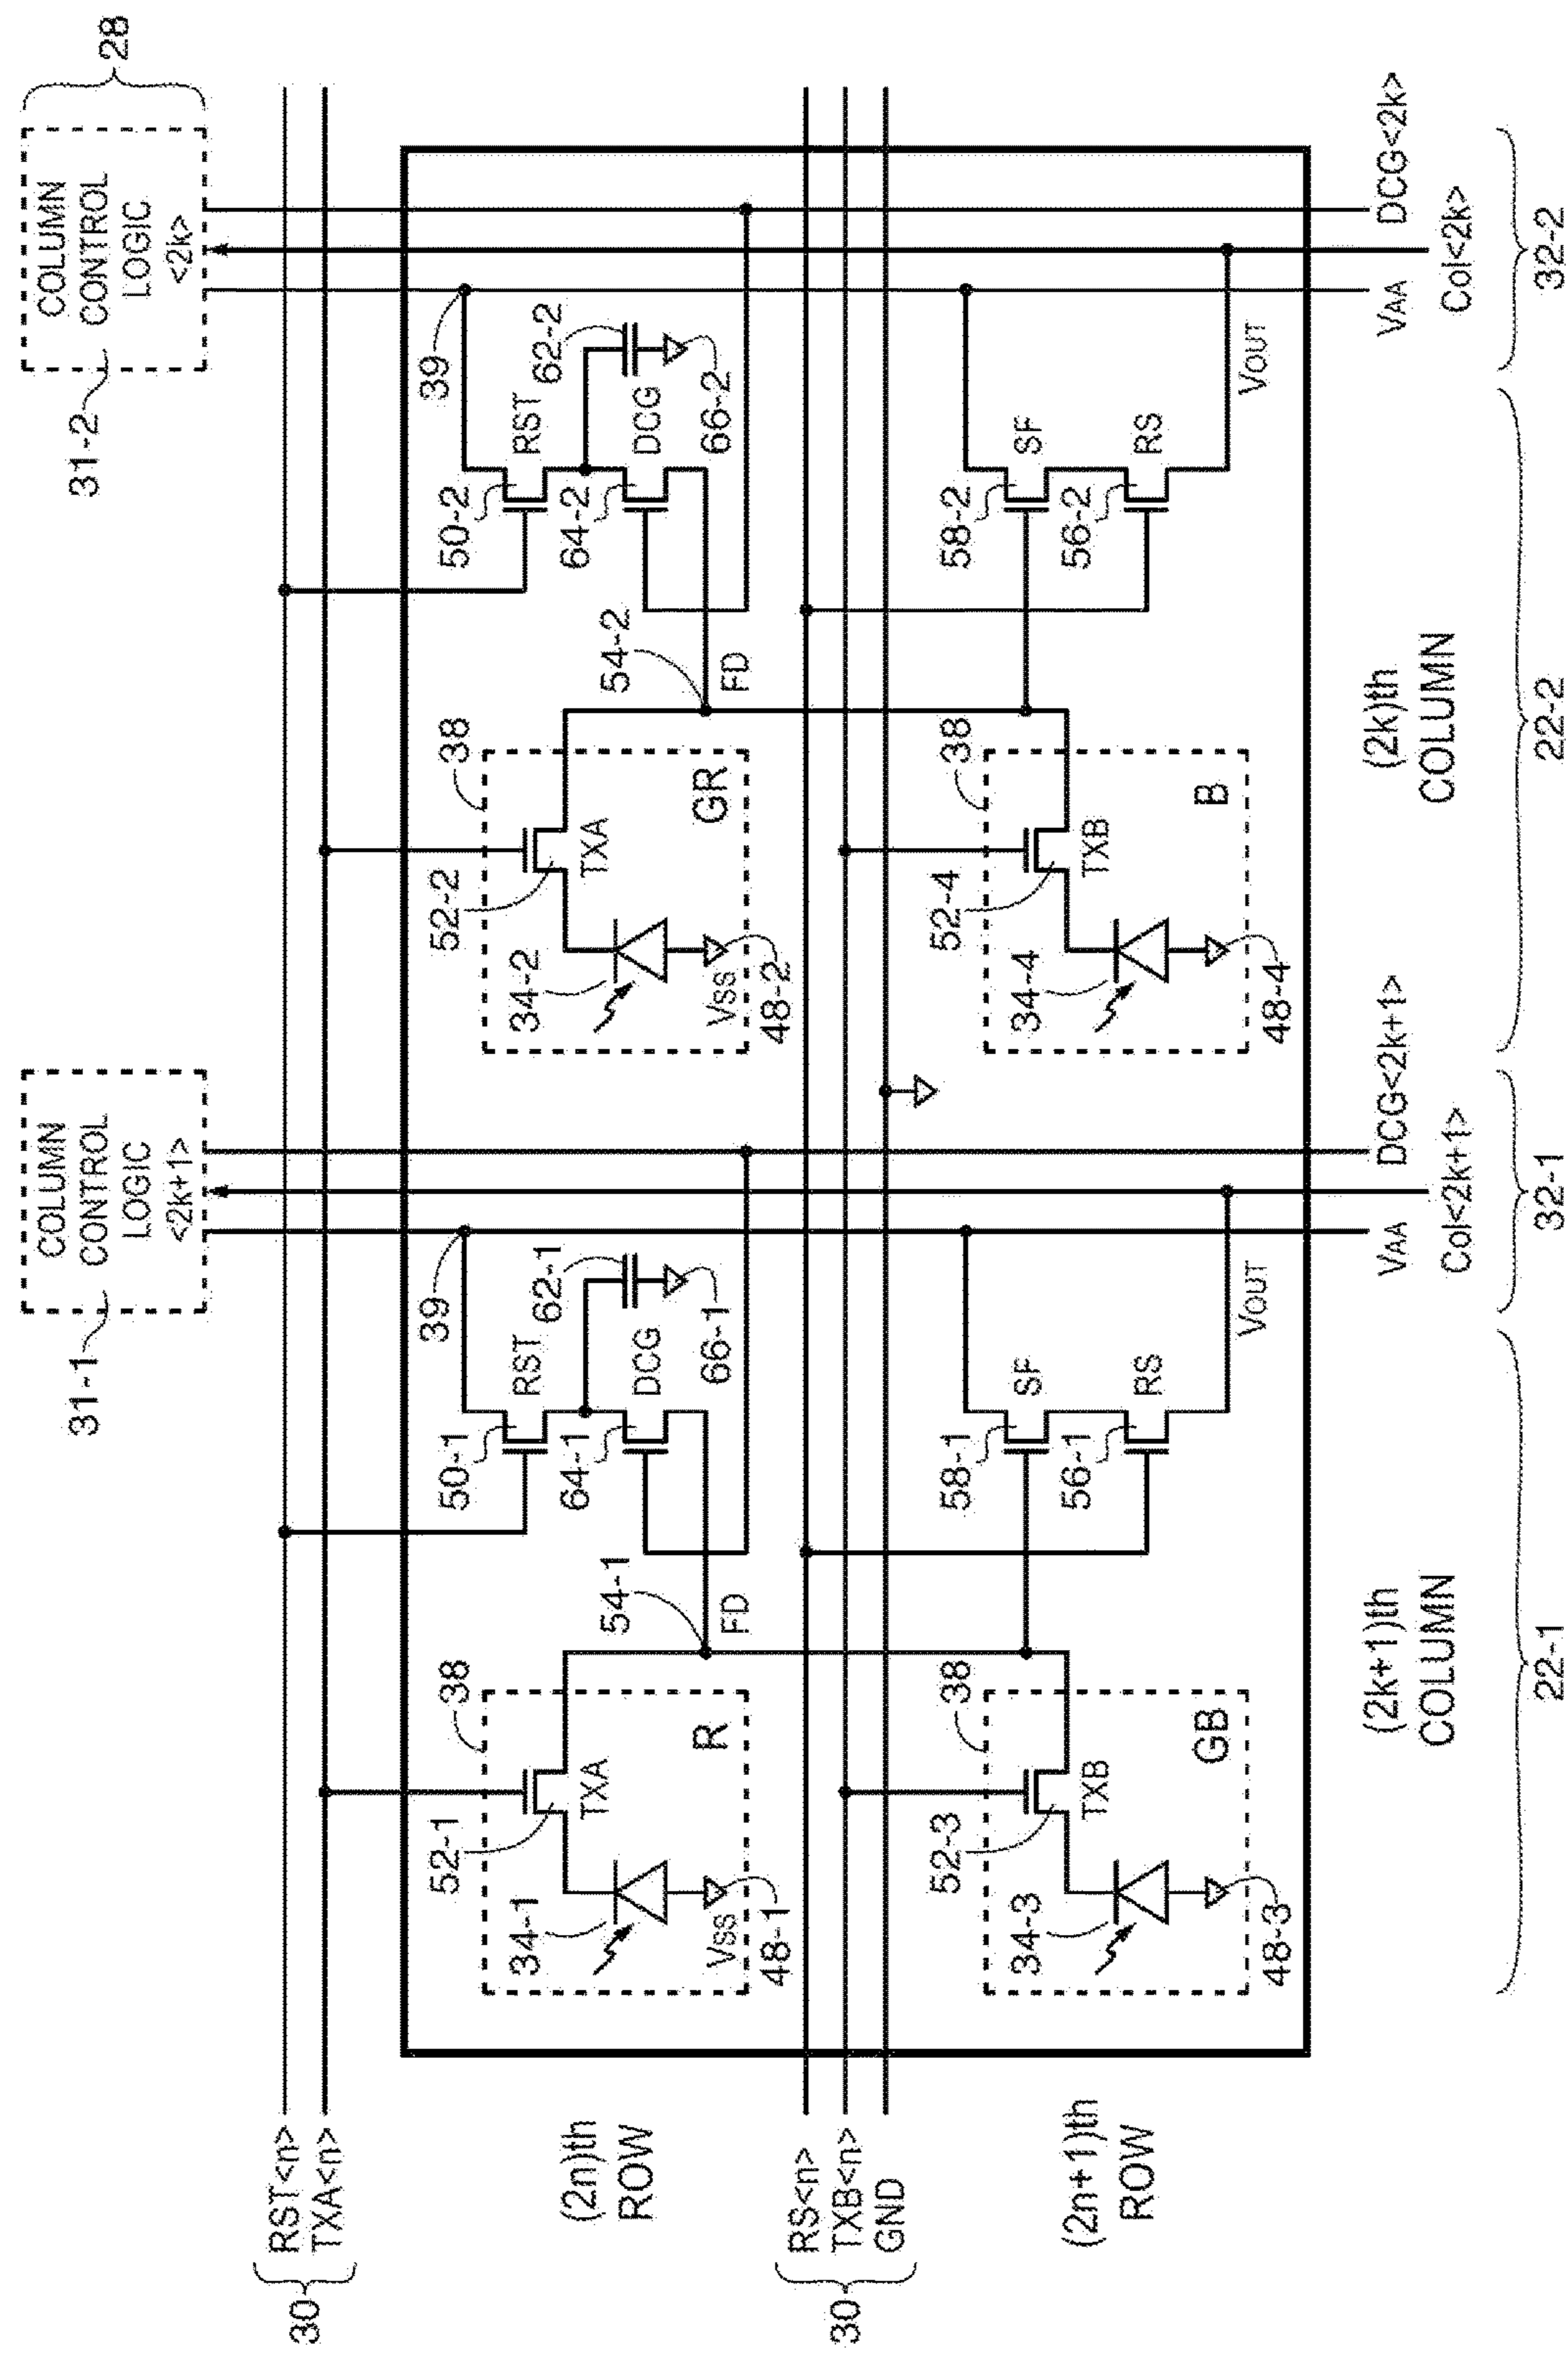 31-1
COLUMN
CONTROL
LOGIC
<2k+1>
31-2
COLUMN
CONTROL
LOGIC
<2k>
28
30
RST<n>
TXA<n>
39
39
50-1
RST
62-1
64-1
DCG
66-1
50-2
RST
62-2
64-2
DCG
66-2
(2n)th
ROW
38
52-1
TXA
34-1
R
VSS
48-1
54-1
FD
38
52-2
TXA
34-2
GR
VSS
48-2
54-2
FD
30
RS<n>
TXB<n>
GND
(2n+1)th
ROW
38
52-3
TXB
34-3
GB
48-3
58-1
SF
56-1
RS
VOUT
38
52-4
TXB
34-4
B
48-4
58-2
SF
56-2
RS
VOUT
(2k+1)th
COLUMN
22-1
VAA
Col<2k+1>
DCG<2k+1>
32-1
(2k)th
COLUMN
22-2
VAA
Col<2k>
DCG<2k>
32-2